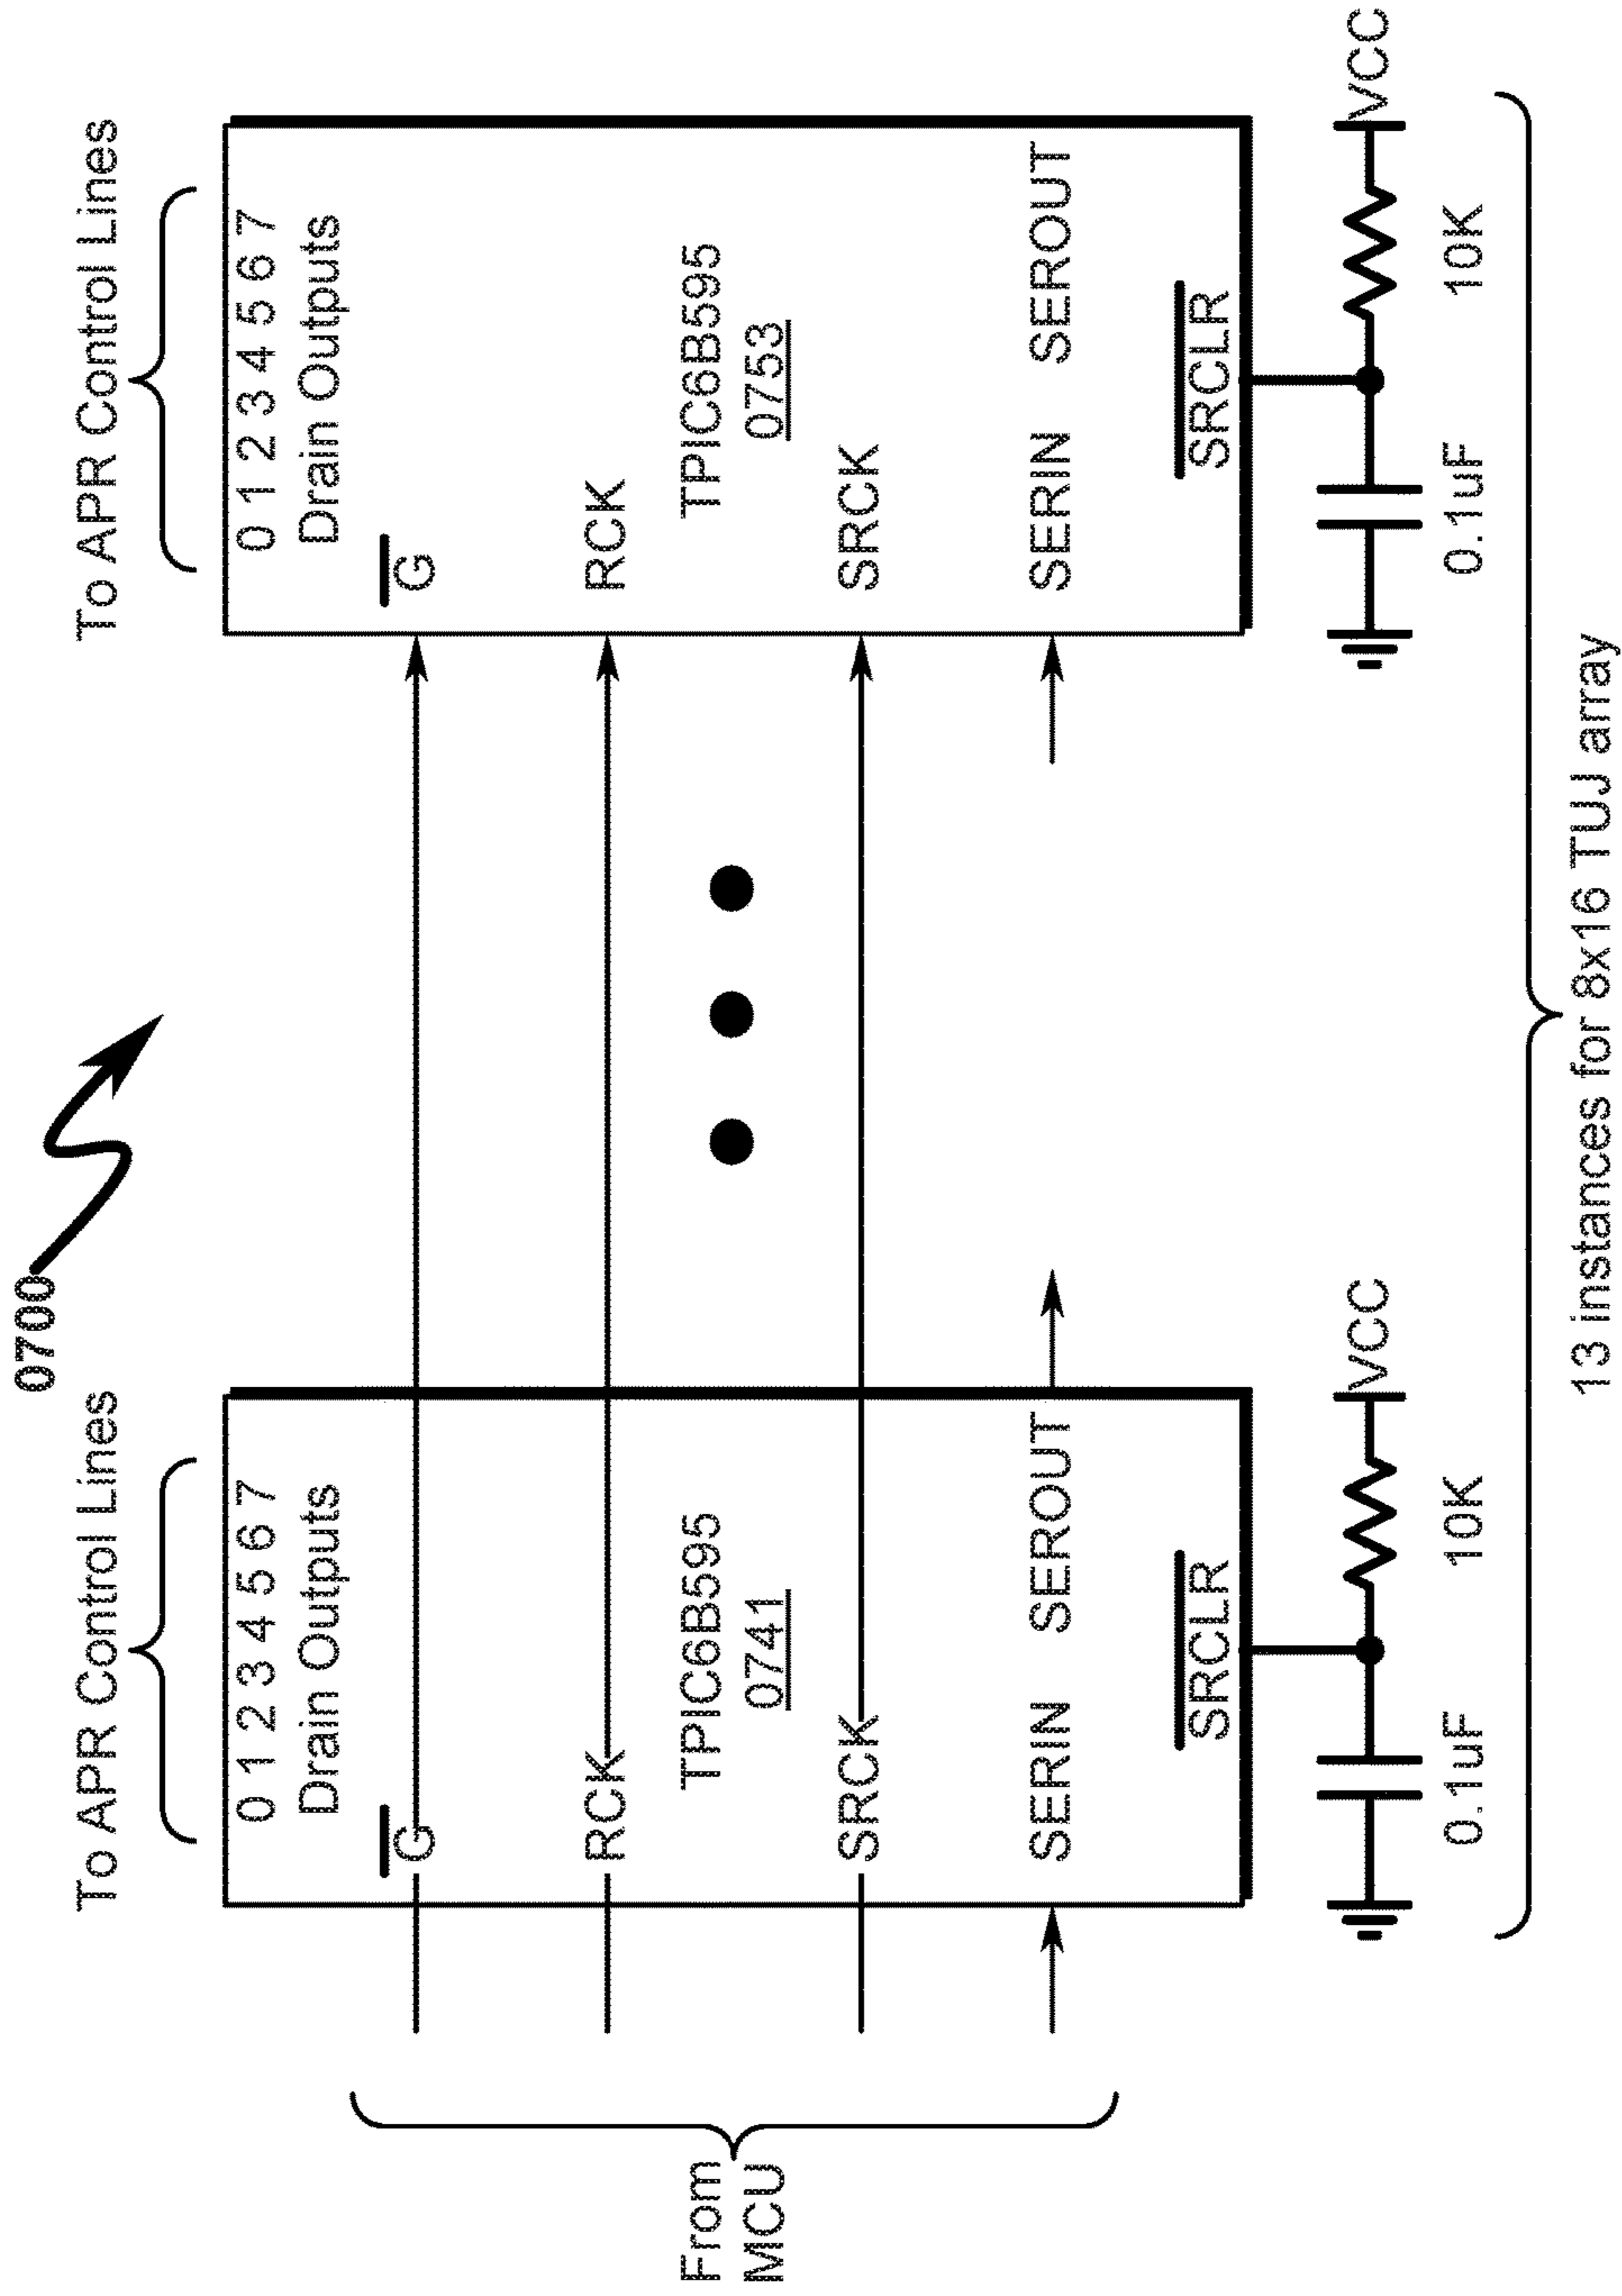 0700
To APR Control Lines
0 1 2 3 4 5 6 7
Drain Outputs
G
RCK
TPIC6B595
0741
SRCK
SERIN SEROUT
SRCLR
0.1uF
10K
VCC
To APR Control Lines
0 1 2 3 4 5 6 7
Drain Outputs
G
RCK
TPIC6B595
0753
SRCK
SERIN SEROUT
SRCLR
0.1uF
10K
VCC
From
MCU
13 instances for 8x16 TUJ array